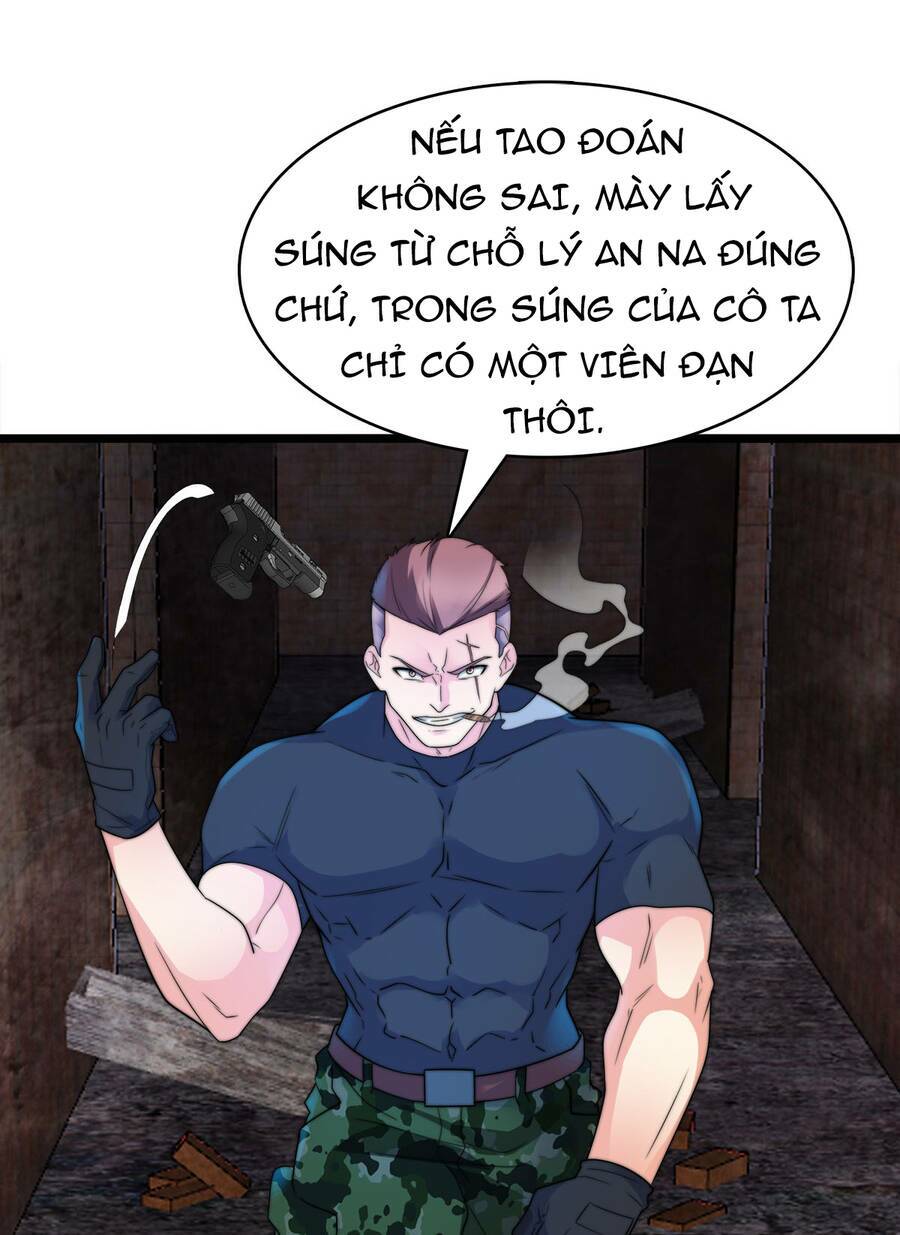 NẾU TAO ĐOÁN
KHÔNG SAI, MÀY LẤY
SÚNG TỪ CHỖ LÝ AN NA ĐÚNG
CHỨ, TRONG SÚNG CỦA CÔ TA
CHỈ CÓ MỘT VIÊN ĐẠN
THÔI.